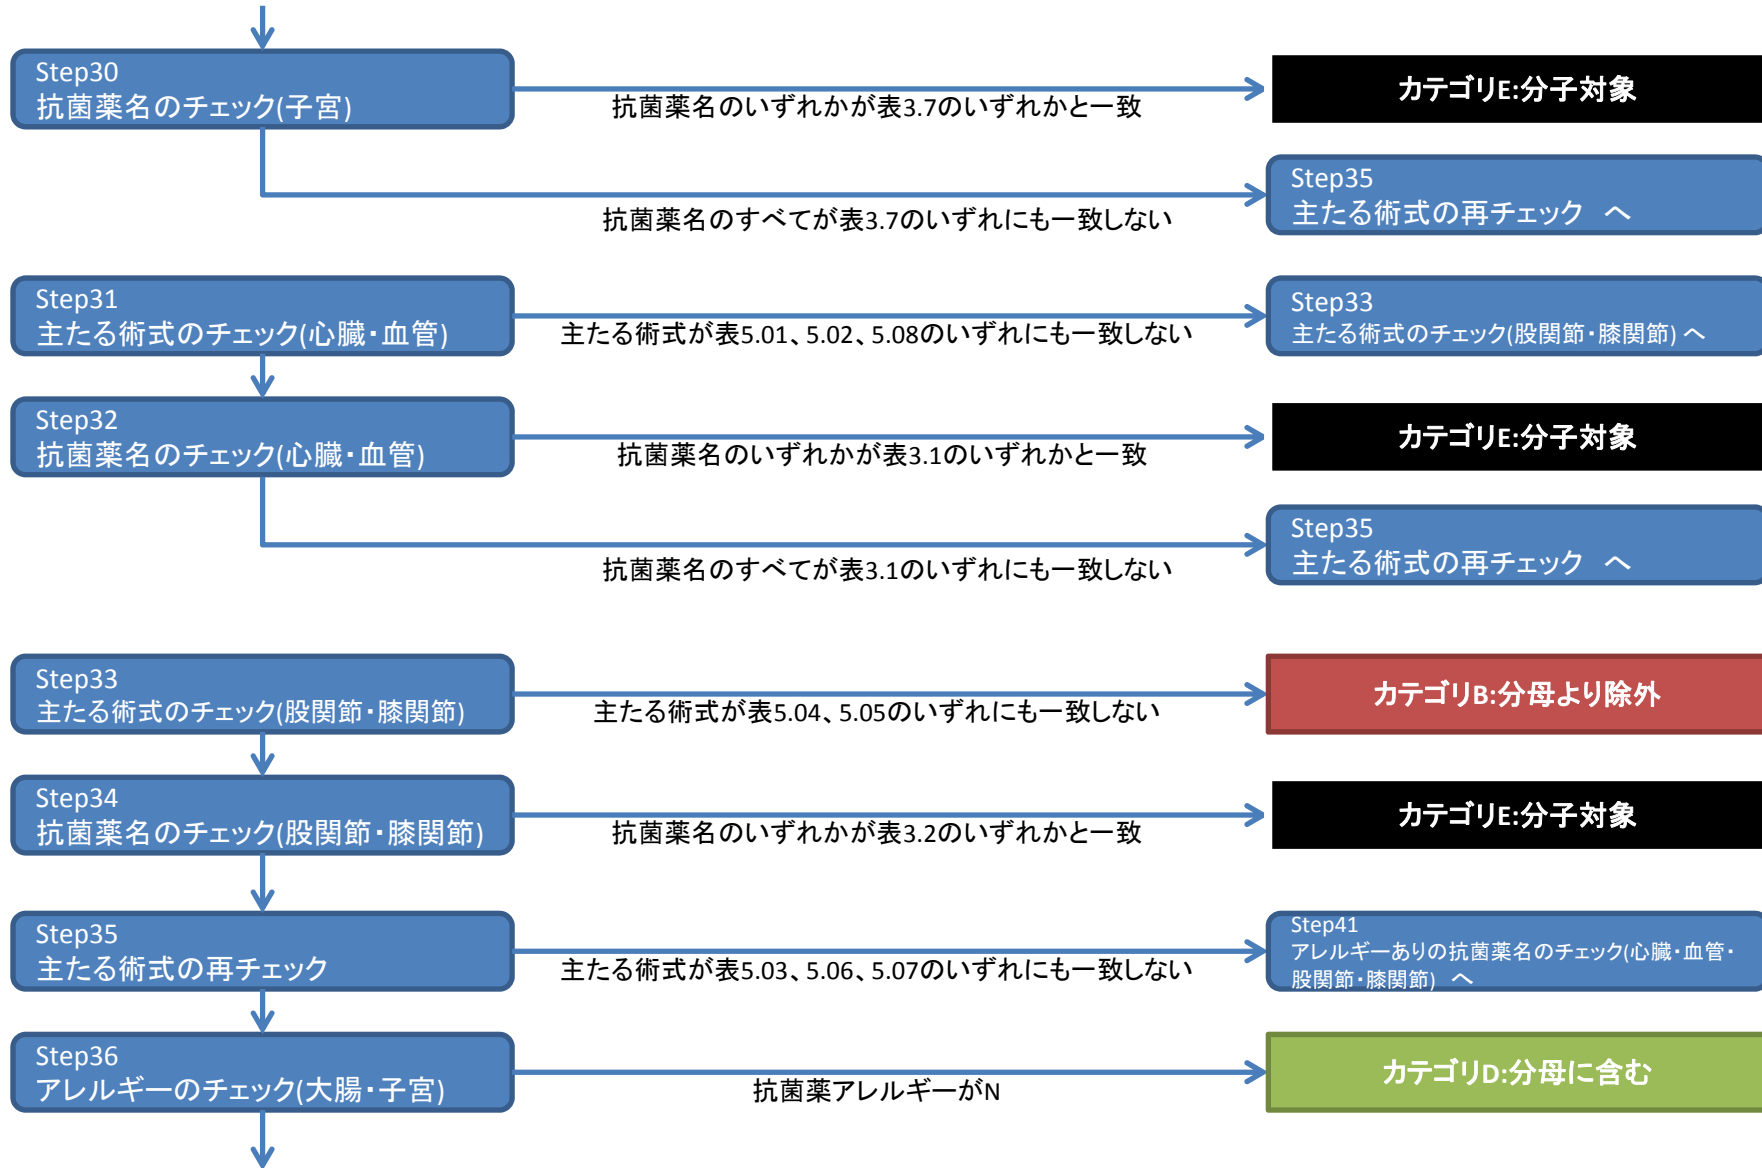 Step30
抗菌薬名のチェック(子宮)
抗菌薬名のいずれかが表3.7のいずれかと一致
カテゴリE:分子対象
抗菌薬名のすべてが表3.7のいずれにも一致しない
Step35
主たる術式の再チェック へ
Step31
主たる術式のチェック(心臓・血管)
主たる術式が表5.01、5.02、5.08のいずれにも一致しない
Step33
主たる術式のチェック(股関節・膝関節) へ
Step32
抗菌薬名のチェック(心臓・血管)
抗菌薬名のいずれかが表3.1のいずれかと一致
カテゴリE:分子対象
抗菌薬名のすべてが表3.1のいずれにも一致しない
Step35
主たる術式の再チェック へ
Step33
主たる術式のチェック(股関節・膝関節)
主たる術式が表5.04、5.05のいずれにも一致しない
カテゴリB:分母より除外
Step34
抗菌薬名のチェック(股関節・膝関節)
抗菌薬名のいずれかが表3.2のいずれかと一致
カテゴリE:分子対象
Step35
主たる術式の再チェック
主たる術式が表5.03、5.06、5.07のいずれにも一致しない
Step41
アレルギーありの抗菌薬名のチェック(心臓・血管・
股関節・膝関節) へ
Step36
アレルギーのチェック(大腸・子宮)
抗菌薬アレルギーがN
カテゴリD:分母に含む